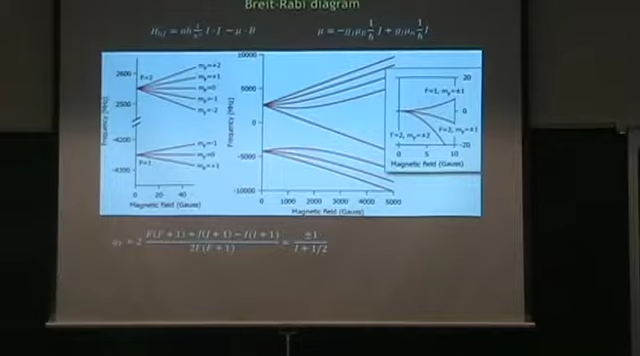 Breit-Rabi diagram
2600
2500
-4200
-4300
0 20 40
Magnetic field (Gauss)
Frequency (MHz)
F=2
m_F=+2
m_F=+1
m_F=0
m_F=-1
m_F=-2
m_F=-1
m_F=0
m_F=+1
F=1
10000
5000
0
-5000
-10000
0 1000 2000 3000 4000 5000
Magnetic field (Gauss)
Frequency (MHz)
F=1, m_F=±1
F=2, m_F=±1
F=2, m_F=±2
20
0
-20
0 5 10
Magnetic field (Gauss)